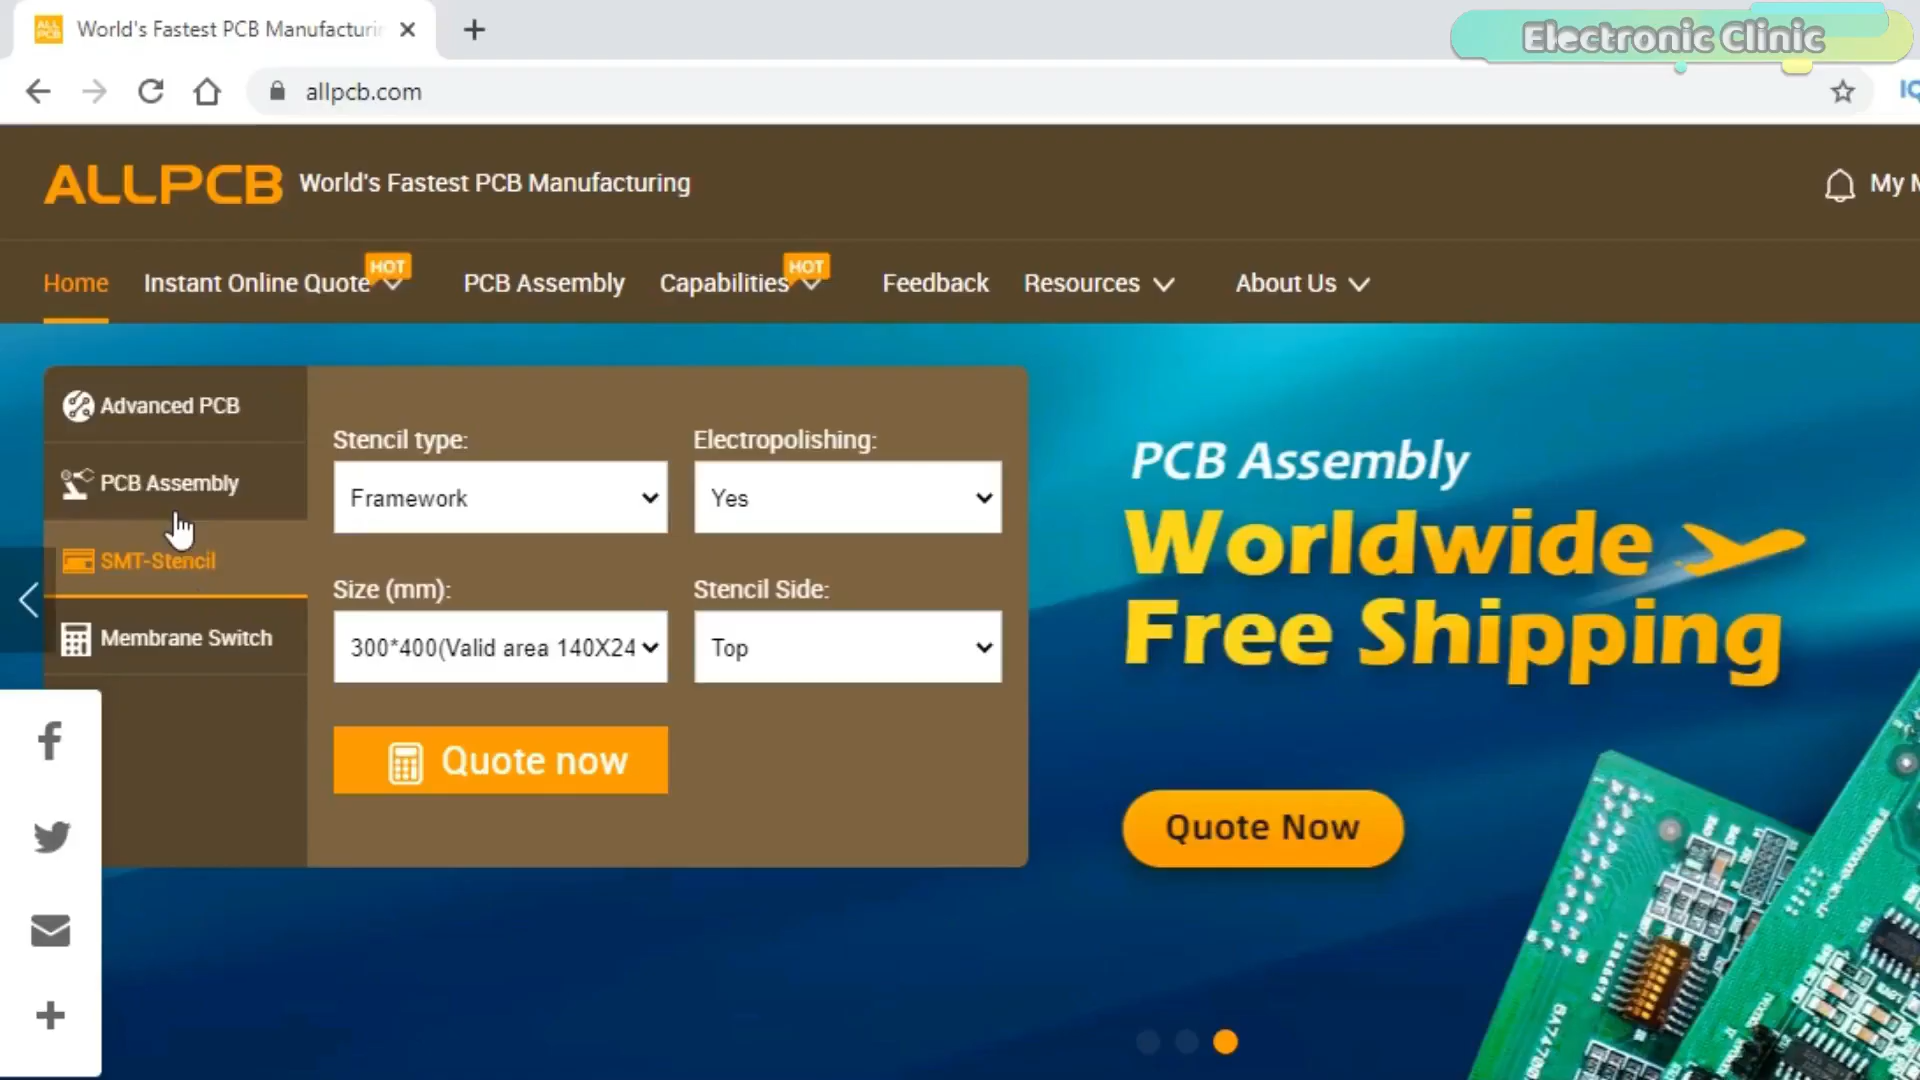 World's Fastest PCB Manufacturin
Electronic Clinic
allpcb.com
IQ
ALLPCB World's Fastest PCB Manufacturing
My M
Home Instant Online Quote HOT PCB Assembly Capabilities HOT Feedback Resources About Us
Advanced PCB
PCB Assembly
SMT-Stencil
Membrane Switch
Stencil type: Electropolishing:
Framework Yes
Size (mm): Stencil Side:
300*400(Valid area 140X24 Top
Quote now
PCB Assembly
Worldwide
Free Shipping
Quote Now